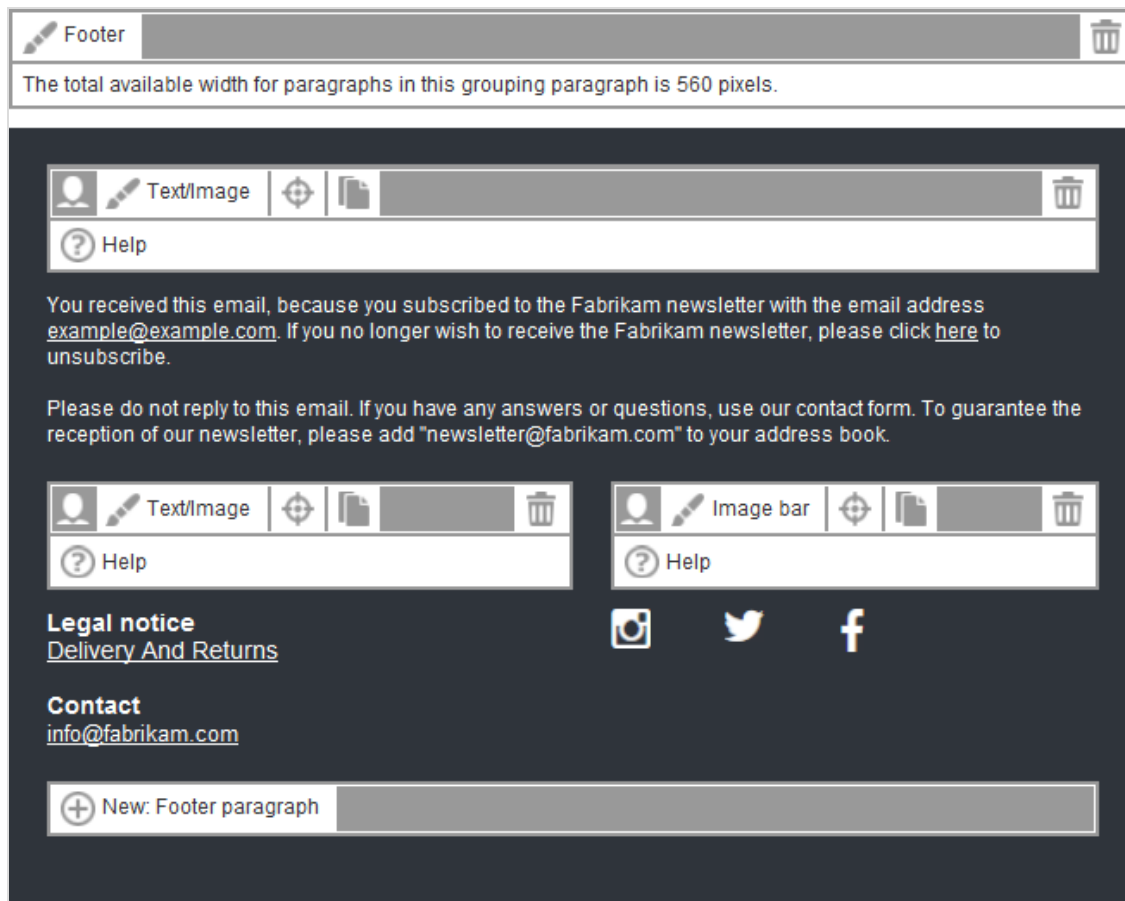 Footer
The total available width for paragraphs in this grouping paragraph is 560 pixels.
Text/Image
Help
You received this email, because you subscribed to the Fabrikam newsletter with the email address
example@example.com. If you no longer wish to receive the Fabrikam newsletter, please click here to
unsubscribe.
Please do not reply to this email. If you have any answers or questions, use our contact form. To guarantee the
reception of our newsletter, please add "newsletter@fabrikam.com" to your address book.
Text/Image
Help
Legal notice
Delivery And Returns
Contact
info@fabrikam.com
Image bar
Help
New: Footer paragraph